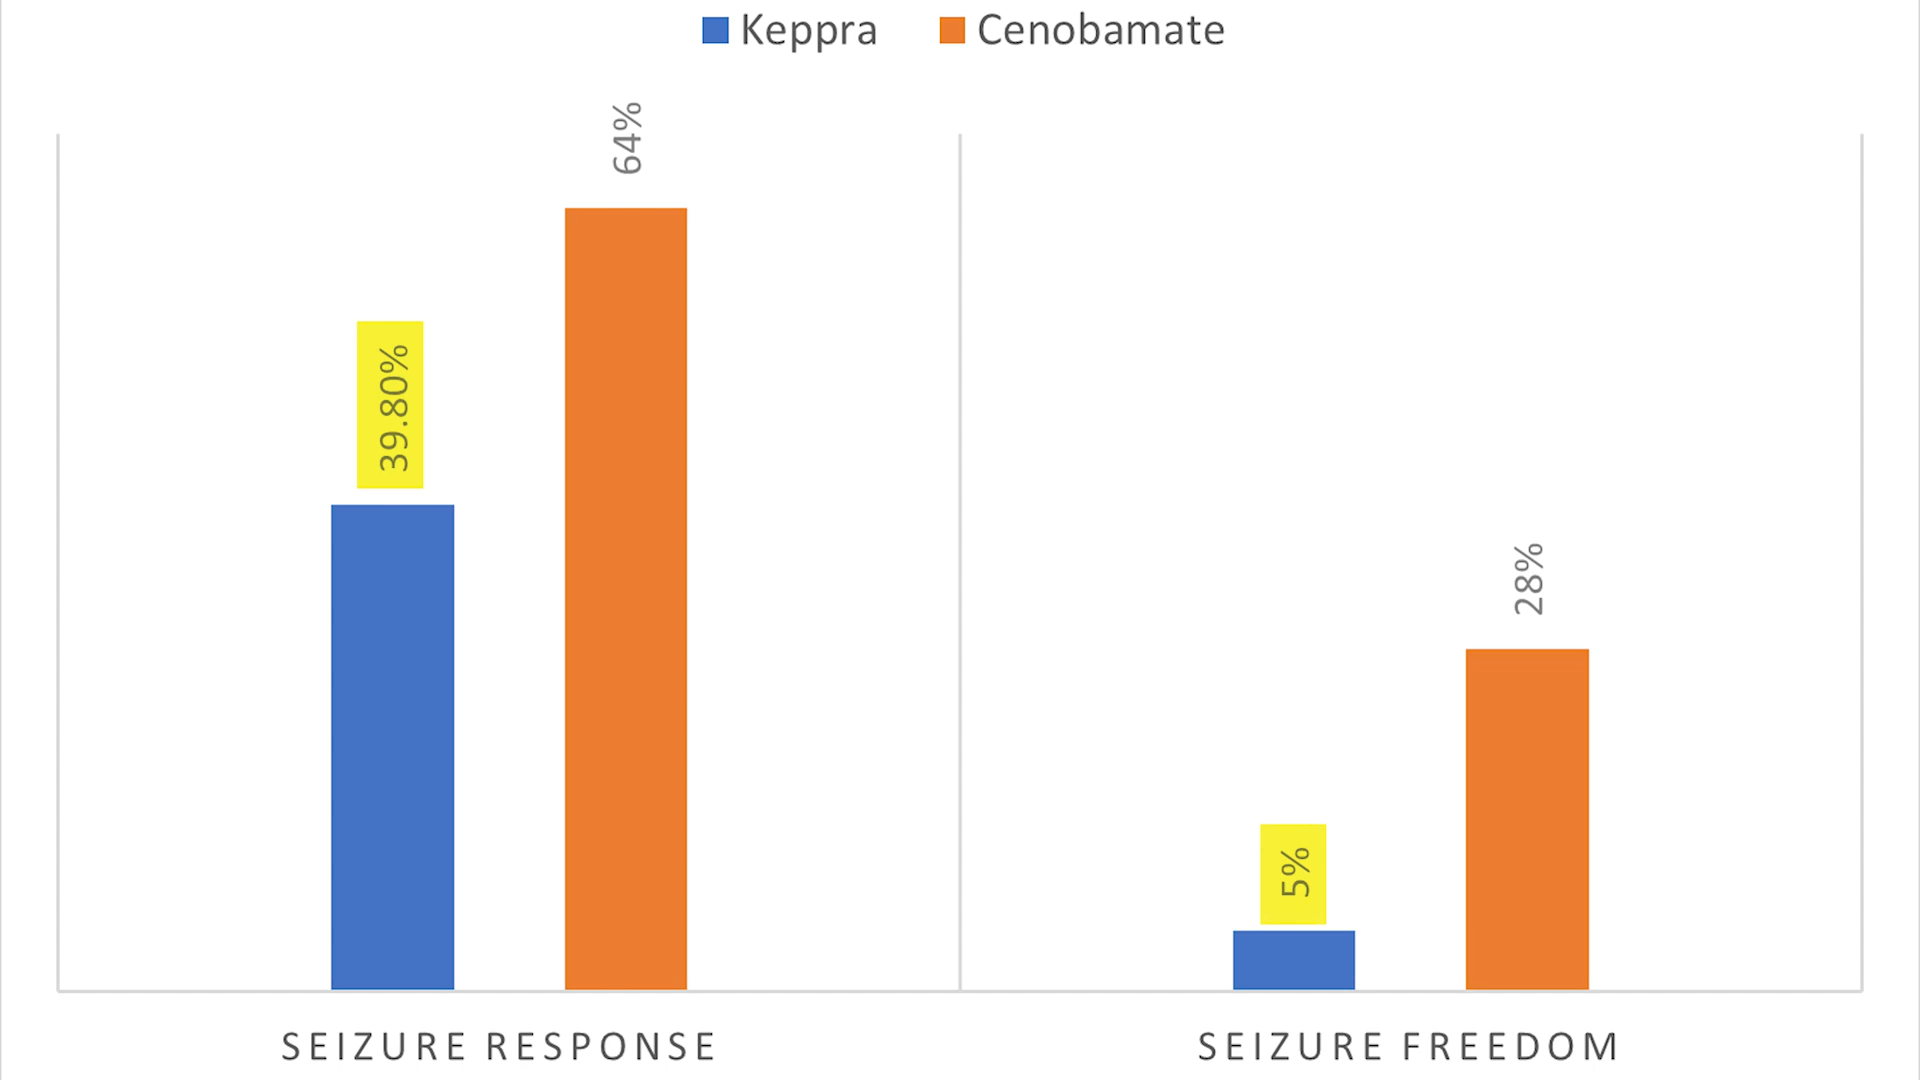 Keppra Cenobamate
64%
39.80%
28%
5%
SEIZURE RESPONSE SEIZURE FREEDOM